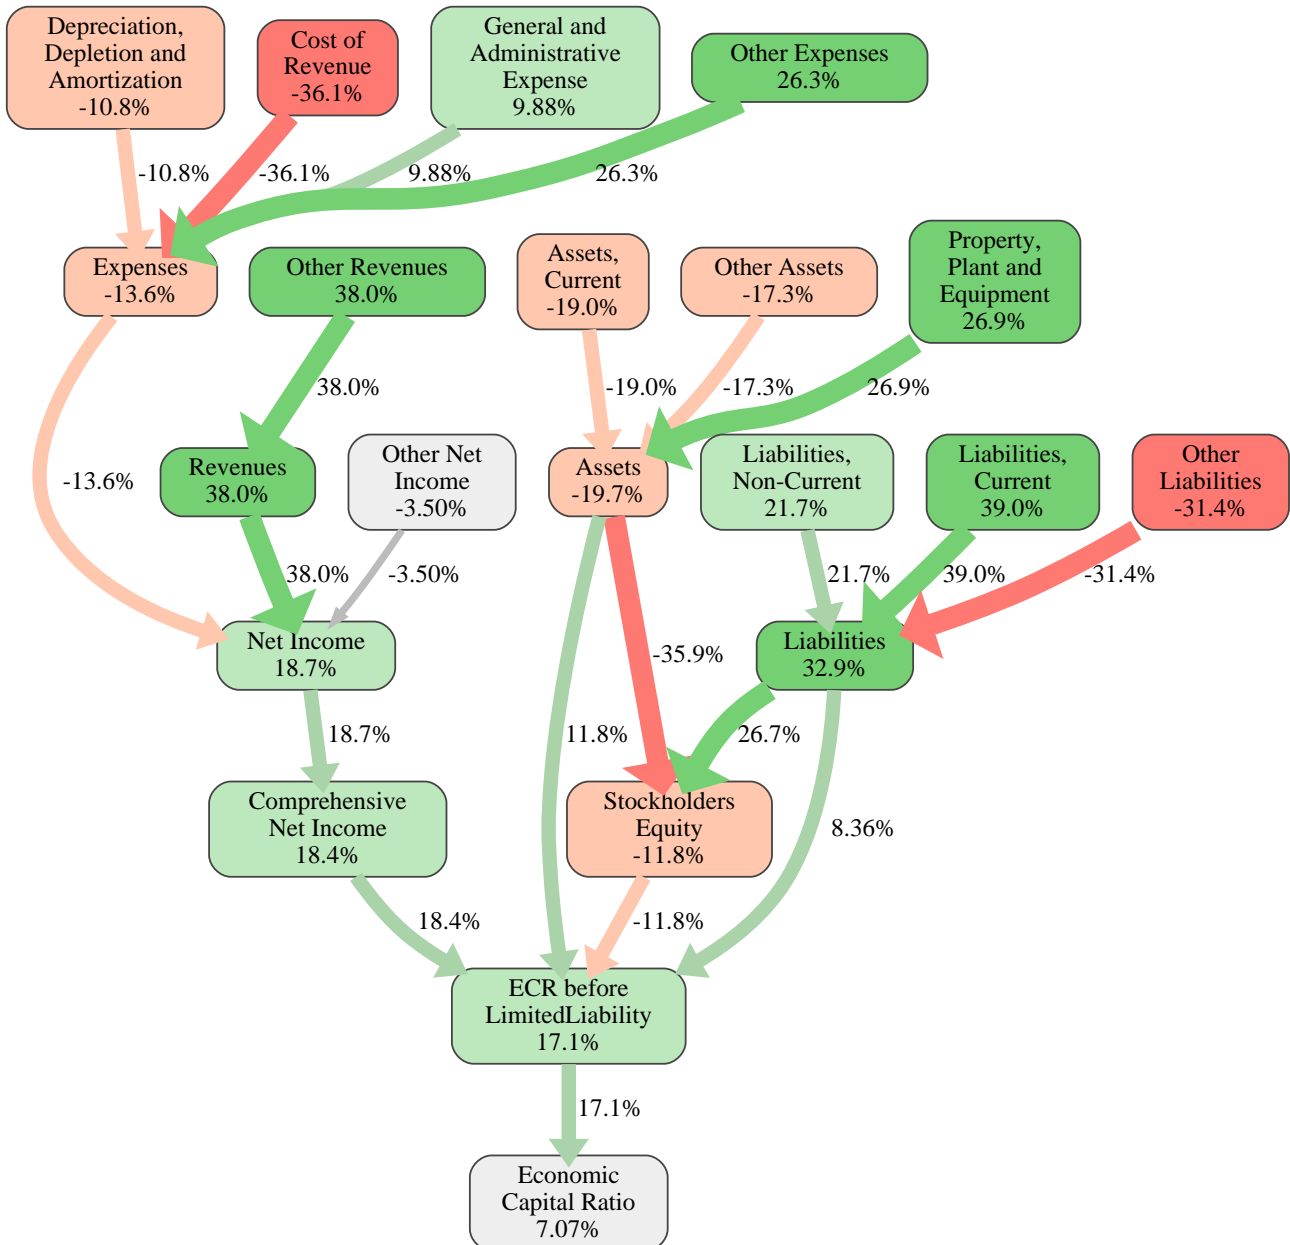 Depreciation,
Depletion and
Amortization
-10.8%
Cost of
Revenue
-36.1%
General and
Administrative
Expense
9.88%
Other Expenses
26.3%
-10.8%
-36.1%
9.88%
26.3%
Expenses
-13.6%
Other Revenues
38.0%
Assets,
Current
-19.0%
Other Assets
-17.3%
Property,
Plant and
Equipment
26.9%
38.0%
-19.0%
-17.3%
26.9%
-13.6%
Revenues
38.0%
Other Net
Income
-3.50%
Assets
-19.7%
Liabilities,
Non-Current
21.7%
Liabilities,
Current
39.0%
Other
Liabilities
-31.4%
38.0%
-3.50%
21.7%
39.0%
-31.4%
Net Income
18.7%
-35.9%
Liabilities
32.9%
18.7%
11.8%
26.7%
Comprehensive
Net Income
18.4%
Stockholders
Equity
-11.8%
8.36%
18.4%
-11.8%
ECR before
LimitedLiability
17.1%
17.1%
Economic
Capital Ratio
7.07%